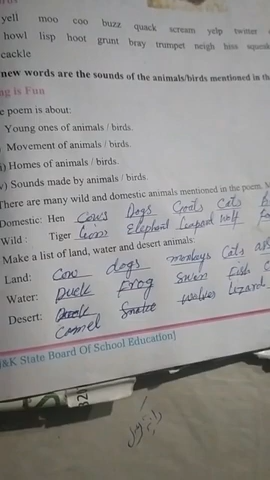 yell moo coo buzz quack scream yelp twitter
howl lisp hoot grunt bray trumpet neigh hiss
cackle
new words are the sounds of the animals/birds mentioned in the
is Fun
poem is about:
Young ones of animals / birds.
Movement of animals / birds.
Homes of animals / birds.
Sounds made by animals / birds.
There are many wild and domestic animals mentioned in the poem.
Domestic: Hen Cows Dogs Goats Cats
Wild : Tiger Lion Elephant Leopard Wolf
Make a list of land, water and desert animals:
Land: Cow dogs monkeys Cats
Water: Duck Frog Swan Fish
Desert: Snake wolves Lizard
Camel
J&K State Board Of School Education]